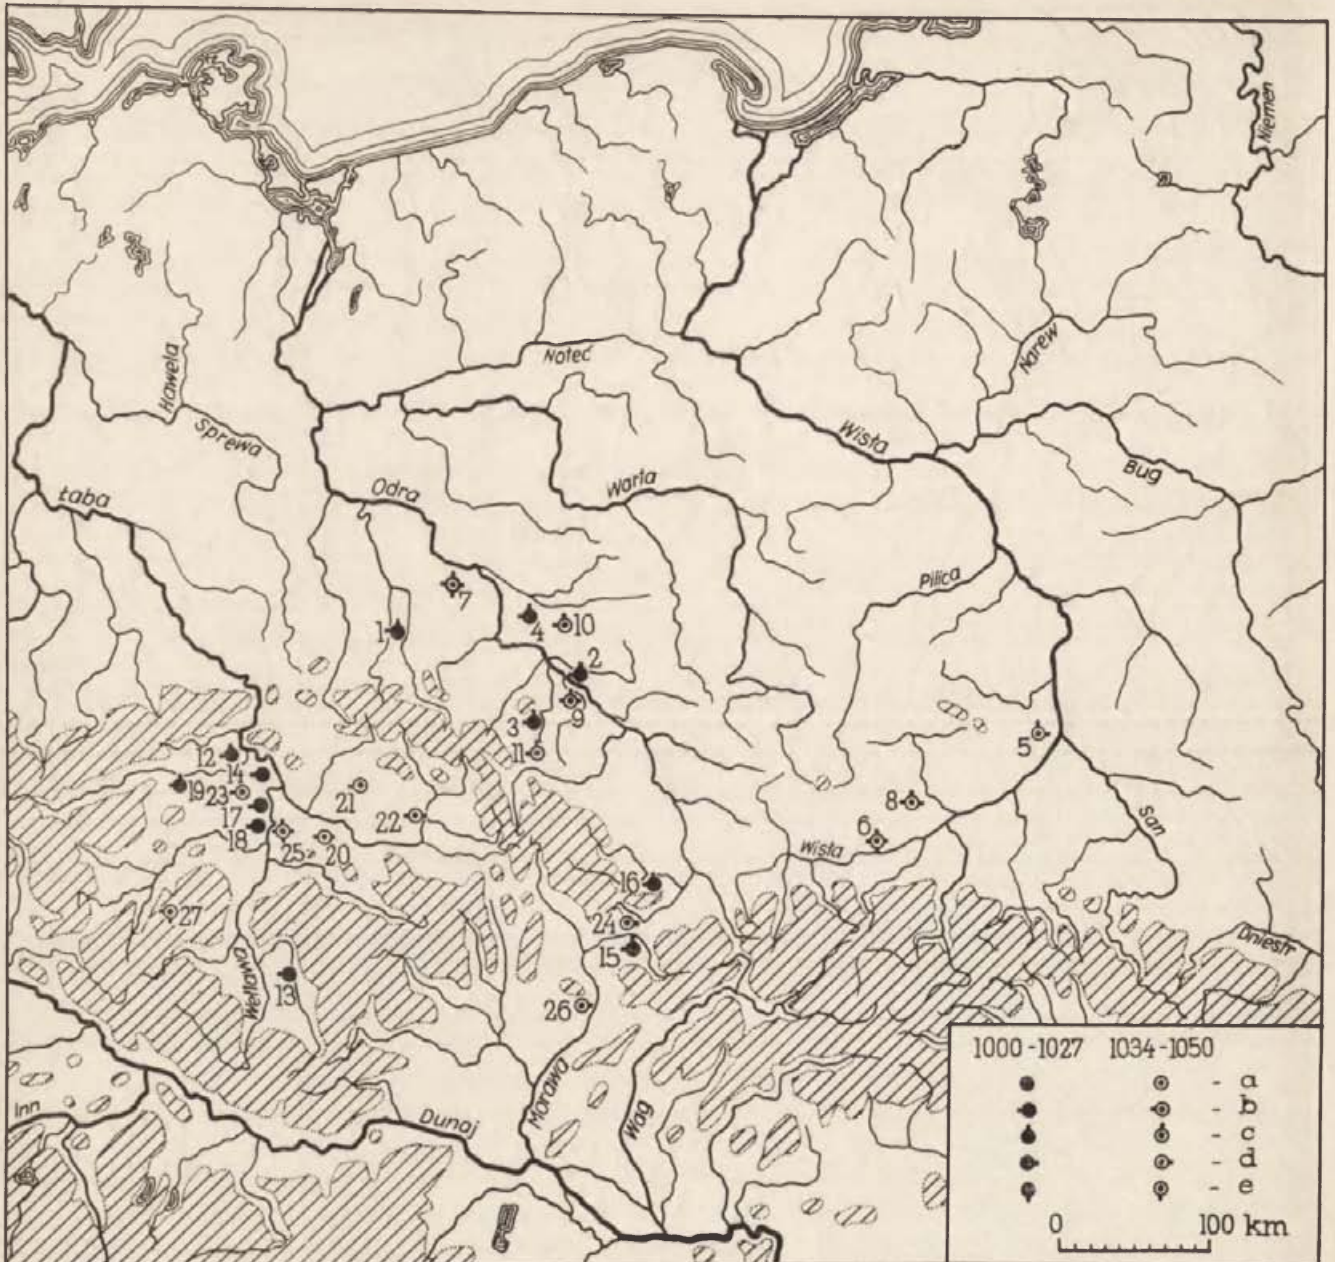 Niemen
Noteć
Narew
Hawela
Sprewa
Wisła
Bug
Łaba
Odra
Warta
Pilica
7
1
4
10
2
9
3
11
5
12
14
19
23
21
17
22
8
18
6
San
25
20
Wisła
16
27
24
Dniestr
Wełtawa
15
13
26
1000-1027 1034-1050
- a
Morawa
- b
Inn
Dunaj
Wag
- c
- d
- e
0 100 km